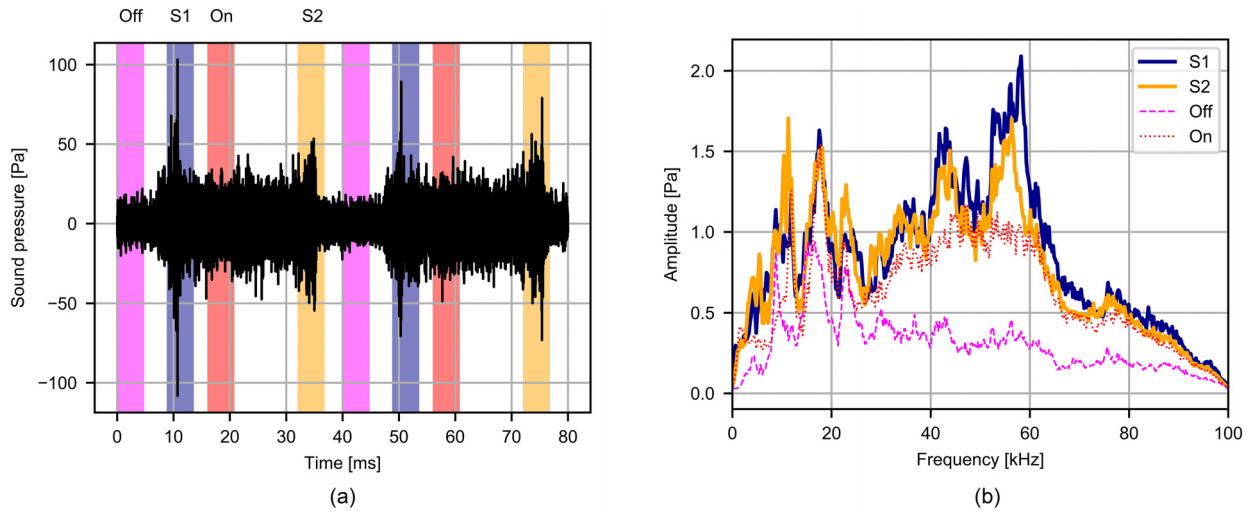 Off S1 On S2
100
50
0
−50
−100
Sound pressure [Pa]
0 10 20 30 40 50 60 70 80
Time [ms]
(a)
2.0
1.5
1.0
0.5
0.0
Amplitude [Pa]
S1
S2
Off
On
0 20 40 60 80 100
Frequency [kHz]
(b)